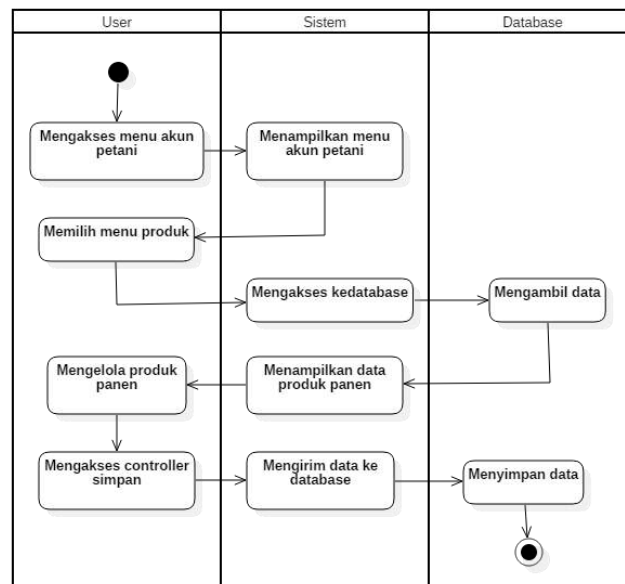 User
Sistem
Database
Mengakses menu akun
petani
Menampilkan menu
akun petani
Memilih menu produk
Mengakses kedatabase
Mengambil data
Menampilkan data
produk panen
Mengelola produk
panen
Mengakses controller
simpan
Mengirim data ke
database
Menyimpan data